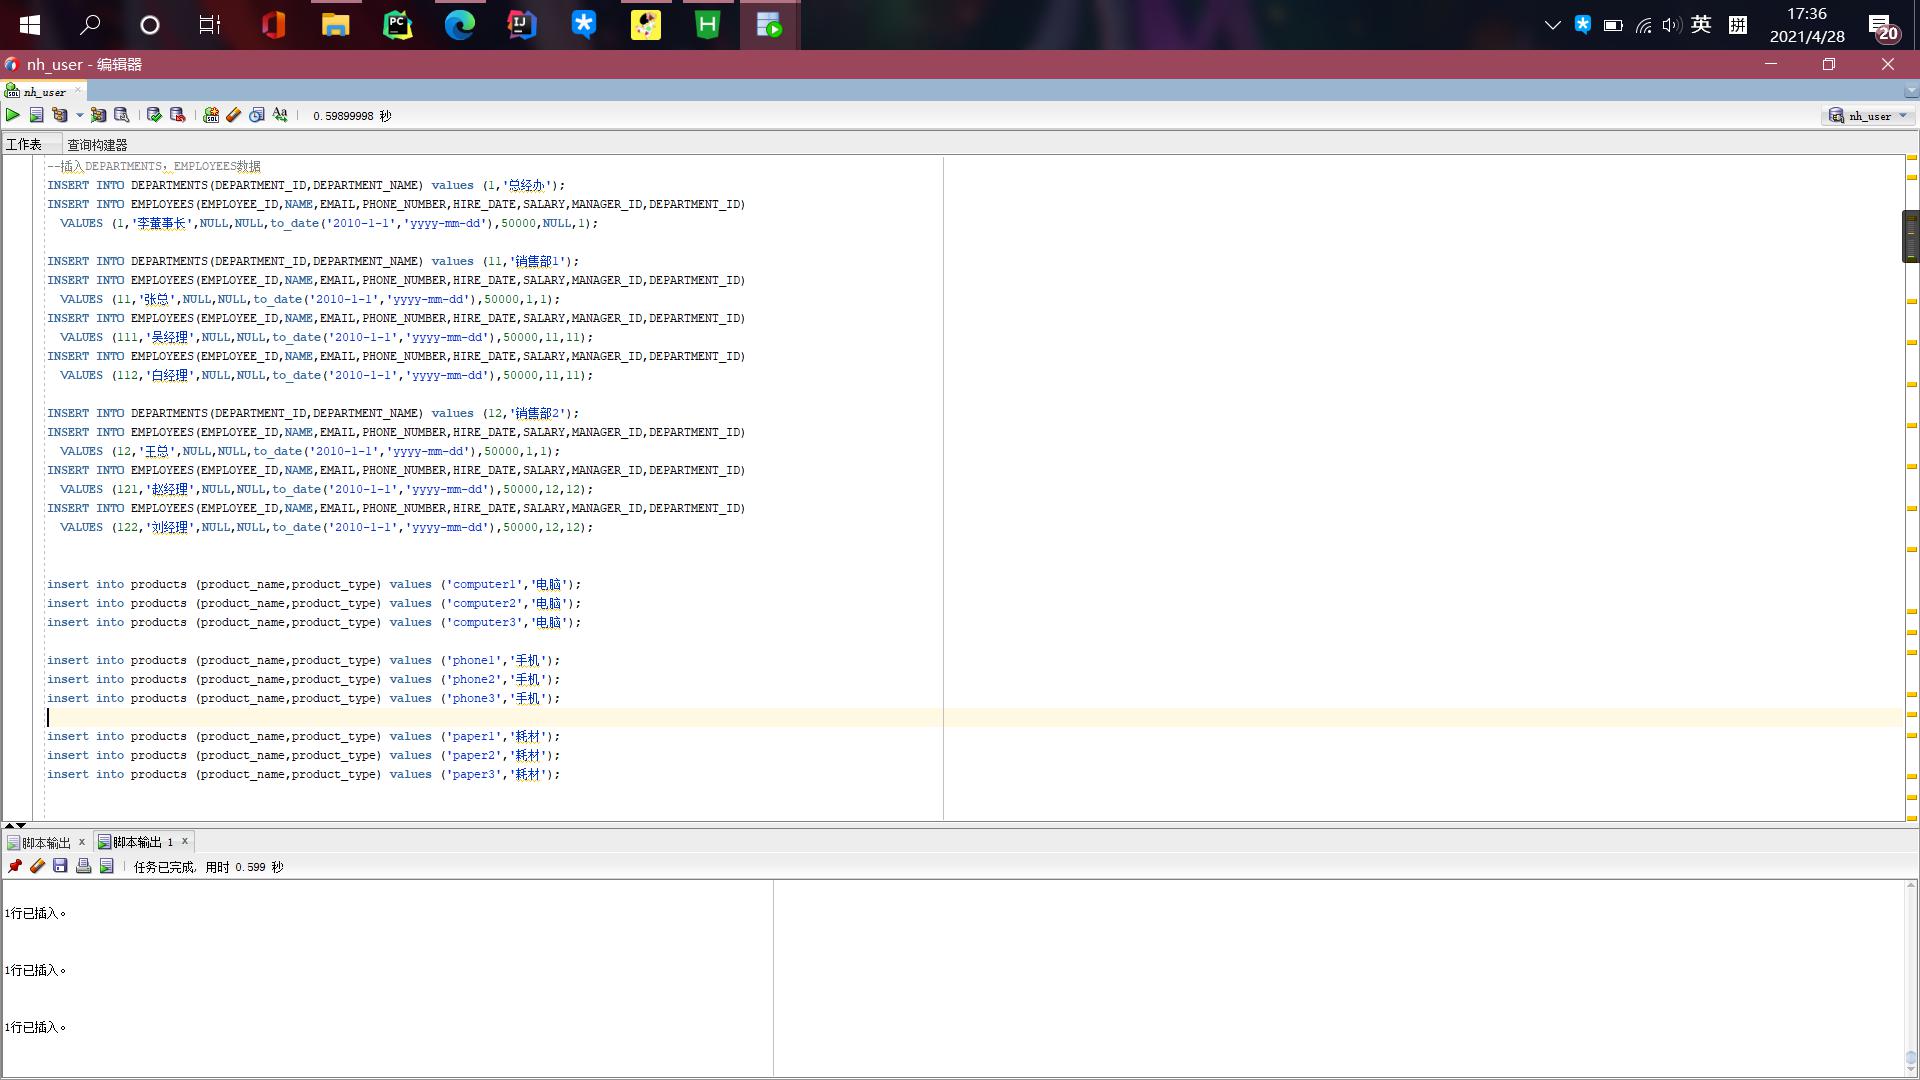 17:36
英
拼
2021/4/28
20
nh_user - 编辑器
nh_user
0.59899998 秒
nh_user
工作表
查询构建器
--插入DEPARTMENTS，EMPLOYEES数据
INSERT INTO DEPARTMENTS(DEPARTMENT_ID,DEPARTMENT_NAME) values (1,'总经办');
INSERT INTO EMPLOYEES(EMPLOYEE_ID,NAME,EMAIL,PHONE_NUMBER,HIRE_DATE,SALARY,MANAGER_ID,DEPARTMENT_ID)
VALUES (1,'李董事长',NULL,NULL,to_date('2010-1-1','yyyy-mm-dd'),50000,NULL,1);
INSERT INTO DEPARTMENTS(DEPARTMENT_ID,DEPARTMENT_NAME) values (11,'销售部1');
INSERT INTO EMPLOYEES(EMPLOYEE_ID,NAME,EMAIL,PHONE_NUMBER,HIRE_DATE,SALARY,MANAGER_ID,DEPARTMENT_ID)
VALUES (11,'张总',NULL,NULL,to_date('2010-1-1','yyyy-mm-dd'),50000,1,1);
INSERT INTO EMPLOYEES(EMPLOYEE_ID,NAME,EMAIL,PHONE_NUMBER,HIRE_DATE,SALARY,MANAGER_ID,DEPARTMENT_ID)
VALUES (111,'吴经理',NULL,NULL,to_date('2010-1-1','yyyy-mm-dd'),50000,11,11);
INSERT INTO EMPLOYEES(EMPLOYEE_ID,NAME,EMAIL,PHONE_NUMBER,HIRE_DATE,SALARY,MANAGER_ID,DEPARTMENT_ID)
VALUES (112,'白经理',NULL,NULL,to_date('2010-1-1','yyyy-mm-dd'),50000,11,11);
INSERT INTO DEPARTMENTS(DEPARTMENT_ID,DEPARTMENT_NAME) values (12,'销售部2');
INSERT INTO EMPLOYEES(EMPLOYEE_ID,NAME,EMAIL,PHONE_NUMBER,HIRE_DATE,SALARY,MANAGER_ID,DEPARTMENT_ID)
VALUES (12,'王总',NULL,NULL,to_date('2010-1-1','yyyy-mm-dd'),50000,1,1);
INSERT INTO EMPLOYEES(EMPLOYEE_ID,NAME,EMAIL,PHONE_NUMBER,HIRE_DATE,SALARY,MANAGER_ID,DEPARTMENT_ID)
VALUES (121,'赵经理',NULL,NULL,to_date('2010-1-1','yyyy-mm-dd'),50000,12,12);
INSERT INTO EMPLOYEES(EMPLOYEE_ID,NAME,EMAIL,PHONE_NUMBER,HIRE_DATE,SALARY,MANAGER_ID,DEPARTMENT_ID)
VALUES (122,'刘经理',NULL,NULL,to_date('2010-1-1','yyyy-mm-dd'),50000,12,12);
insert into products (product_name,product_type) values ('computer1','电脑');
insert into products (product_name,product_type) values ('computer2','电脑');
insert into products (product_name,product_type) values ('computer3','电脑');
insert into products (product_name,product_type) values ('phone1','手机');
insert into products (product_name,product_type) values ('phone2','手机');
insert into products (product_name,product_type) values ('phone3','手机');
insert into products (product_name,product_type) values ('paper1','耗材');
insert into products (product_name,product_type) values ('paper2','耗材');
insert into products (product_name,product_type) values ('paper3','耗材');
脚本输出 x
脚本输出 1 x
任务已完成, 用时 0.599 秒
1行已插入。
1行已插入。
1行已插入。